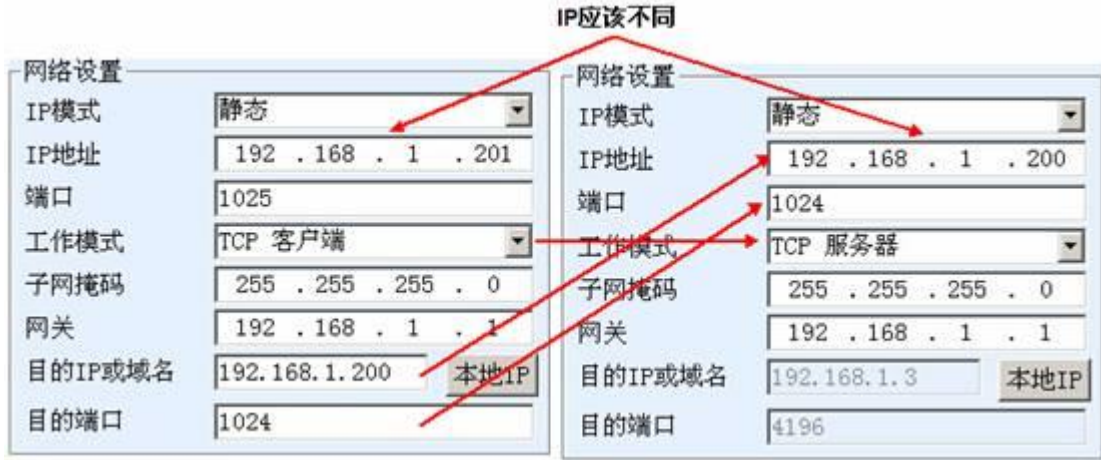 IP应该不同
网络设置
IP模式 静态
IP地址 192 . 168 . 1 . 201
端口 1025
工作模式 TCP 客户端
子网掩码 255 . 255 . 255 . 0
网关 192 . 168 . 1 . 1
目的IP或域名 192.168.1.200 本地IP
目的端口 1024
网络设置
IP模式 静态
IP地址 192 . 168 . 1 . 200
端口 1024
工作模式 TCP 服务器
子网掩码 255 . 255 . 255 . 0
网关 192 . 168 . 1 . 1
目的IP或域名 192.168.1.3 本地IP
目的端口 4196